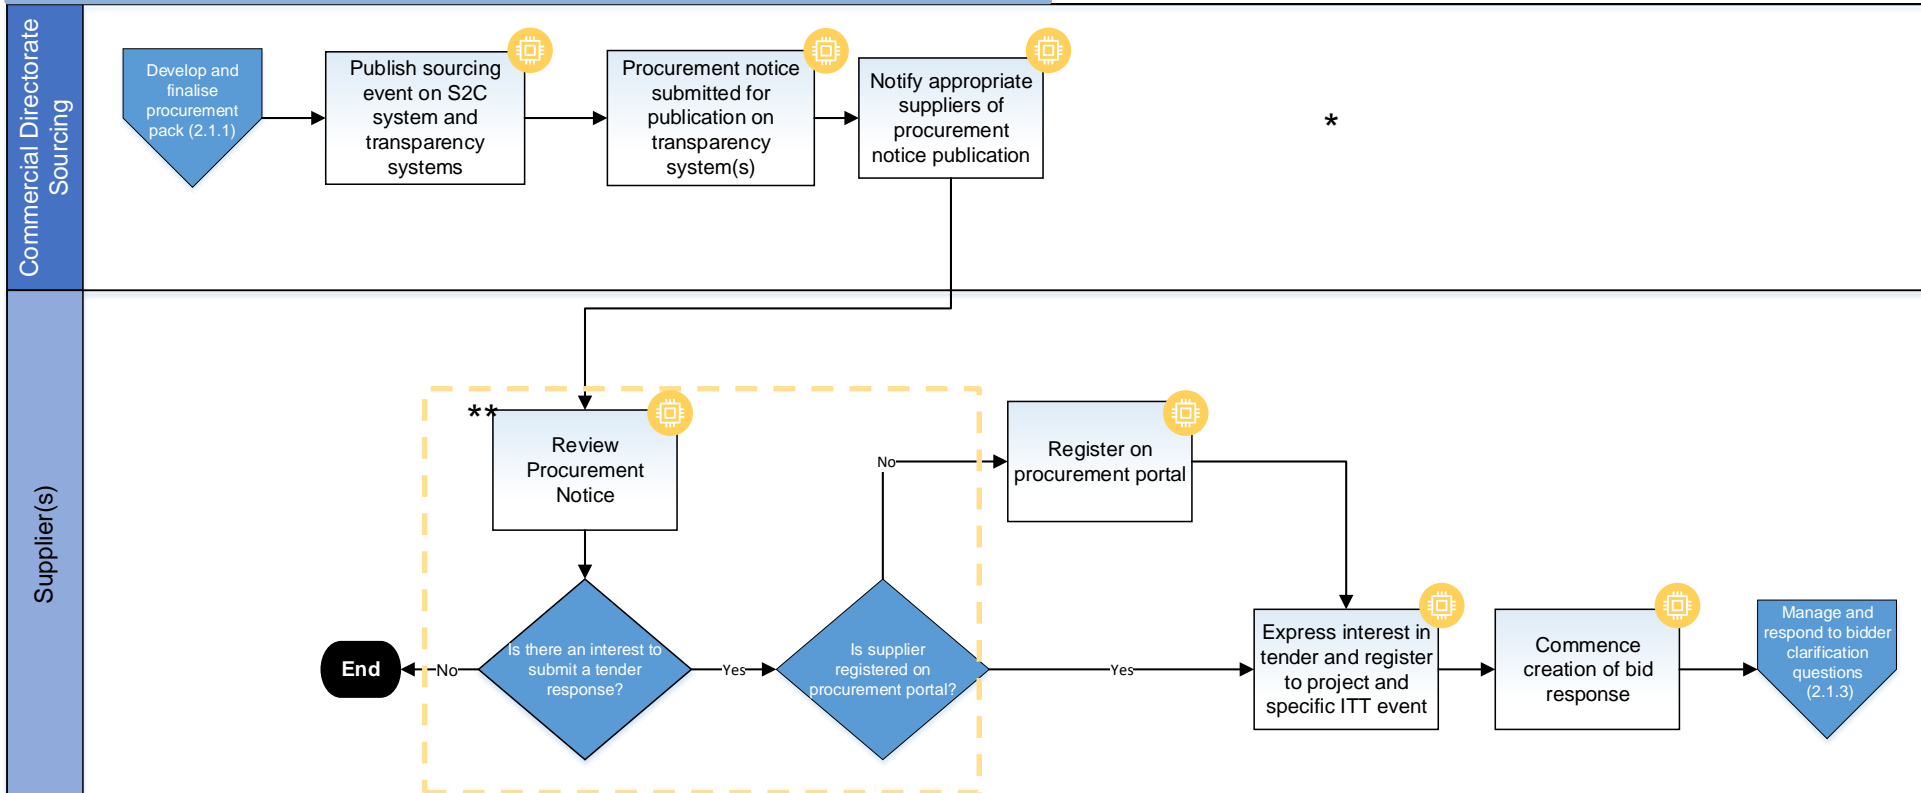 Commercial Directorate
Sourcing
Develop and
finalise
procurement
pack (2.1.1)
Publish sourcing
event on S2C
system and
transparency
systems
Procurement notice
submitted for
publication on
transparency
system(s)
Notify appropriate
suppliers of
procurement
notice publication
*
Supplier(s)
**
Review
Procurement
Notice
No
Register on
procurement portal
End
No
Is there an interest to
submit a tender
response?
Yes
Is supplier
registered on
procurement portal?
Yes
Express interest in
tender and register
to project and
specific ITT event
Commence
creation of bid
response
Manage and
respond to bidder
clarification
questions
(2.1.3)